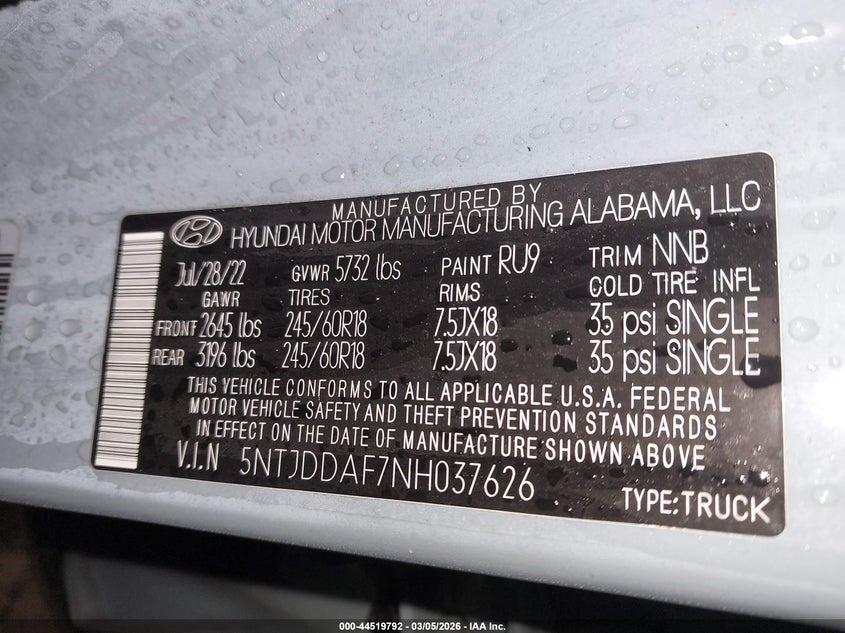 MANUFACTURED BY
HYUNDAI MOTOR MANUFACTURING ALABAMA, LLC
Jul/28/22 GVWR 5732 lbs PAINT RU9 TRIM NNB
GAWR TIRES RIMS COLD TIRE INFL
FRONT 2645 lbs 245/60R18 7.5JX18 35 psi SINGLE
REAR 3196 lbs 245/60R18 7.5JX18 35 psi SINGLE
THIS VEHICLE CONFORMS TO ALL APPLICABLE U.S.A. FEDERAL
MOTOR VEHICLE SAFETY AND THEFT PREVENTION STANDARDS
IN EFFECT ON THE DATE OF MANUFACTURE SHOWN ABOVE
V.I.N 5NTJDDAF7NH037626
TYPE:TRUCK
000-44519792 - 03/05/2026 - IAA Inc.